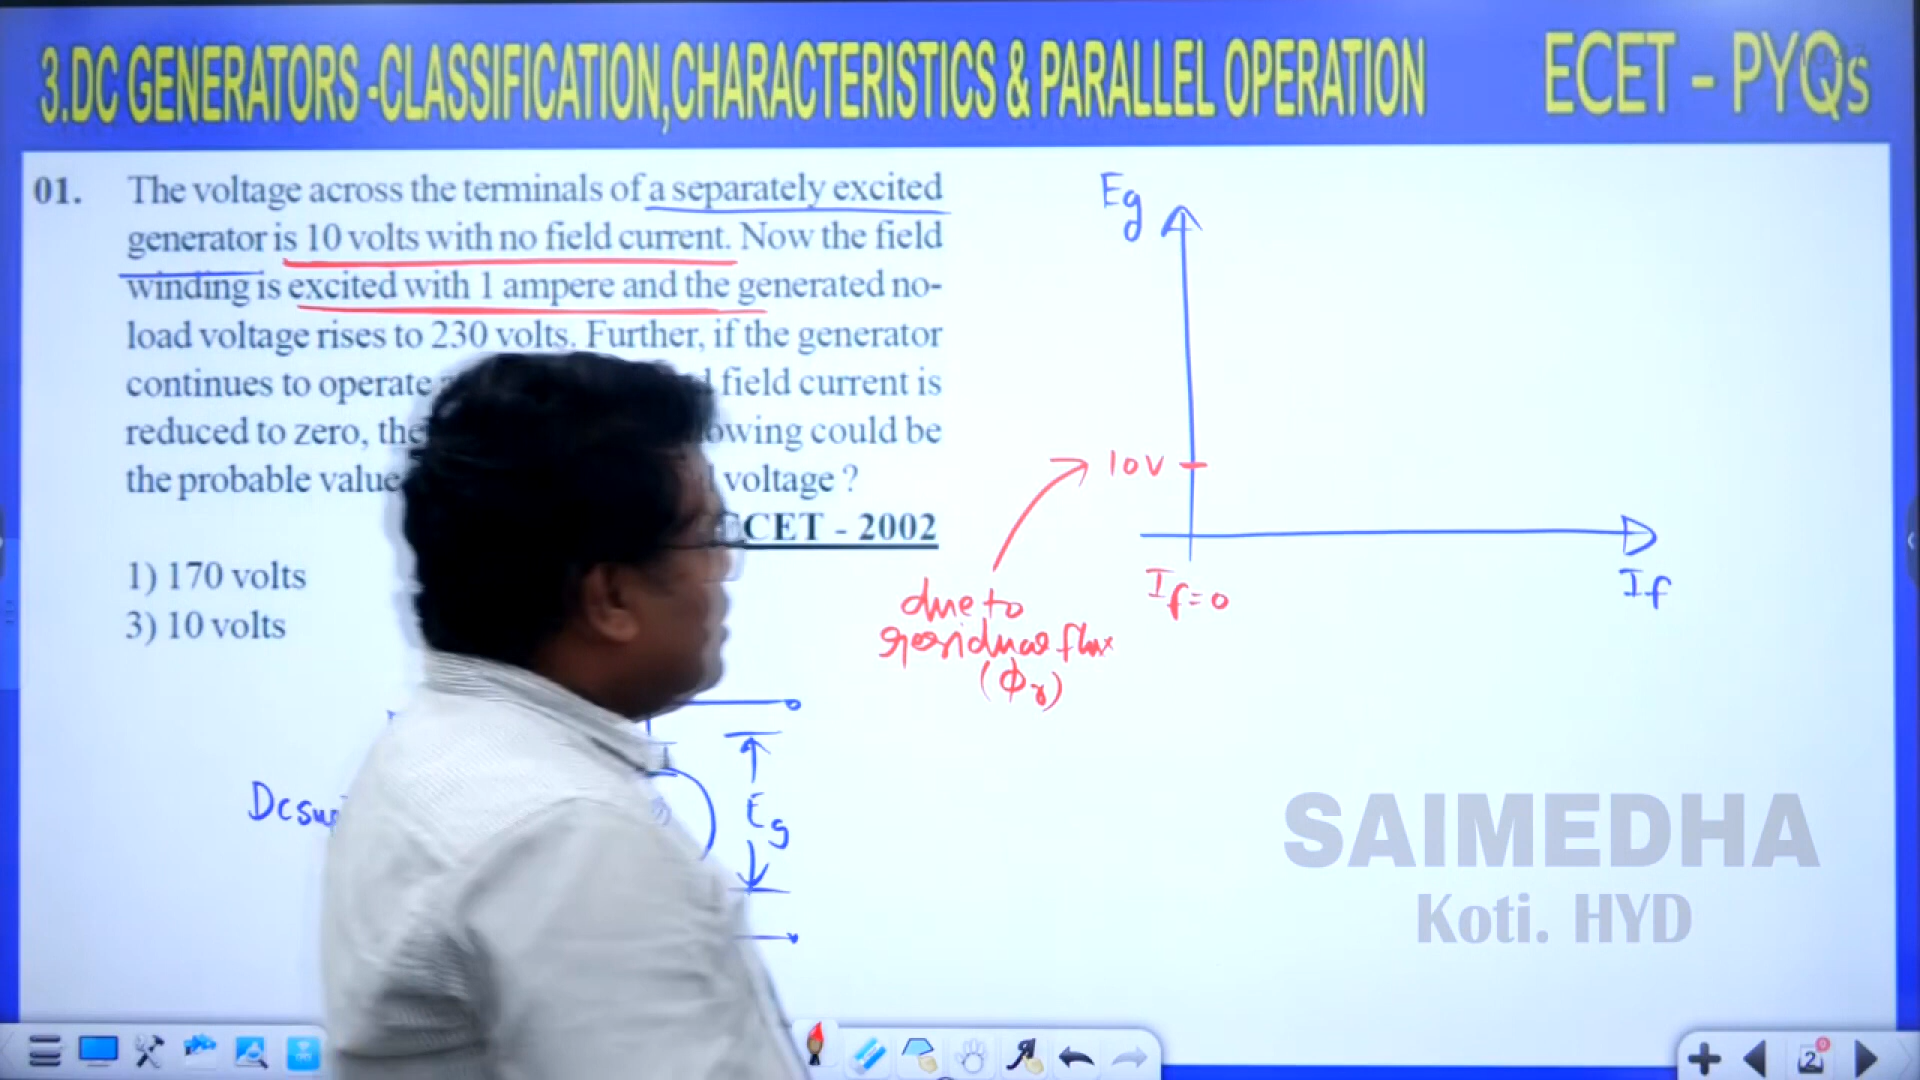 3.DC GENERATORS -CLASSIFICATION,CHARACTERISTICS & PARALLEL OPERATION
ECET - PYQs
01. The voltage across the terminals of a separately excited
generator is 10 volts with no field current. Now the field
winding is excited with 1 ampere and the generated no-
load voltage rises to 230 volts. Further, if the generator
continues to operate field current is
reduced to zero, the could be
the probable value voltage ?
CET - 2002
1) 170 volts
3) 10 volts
Eg
10V
If=0
If
due to
residual flux
(Φr)
Eg
SAIMEDHA
Koti. HYD
2